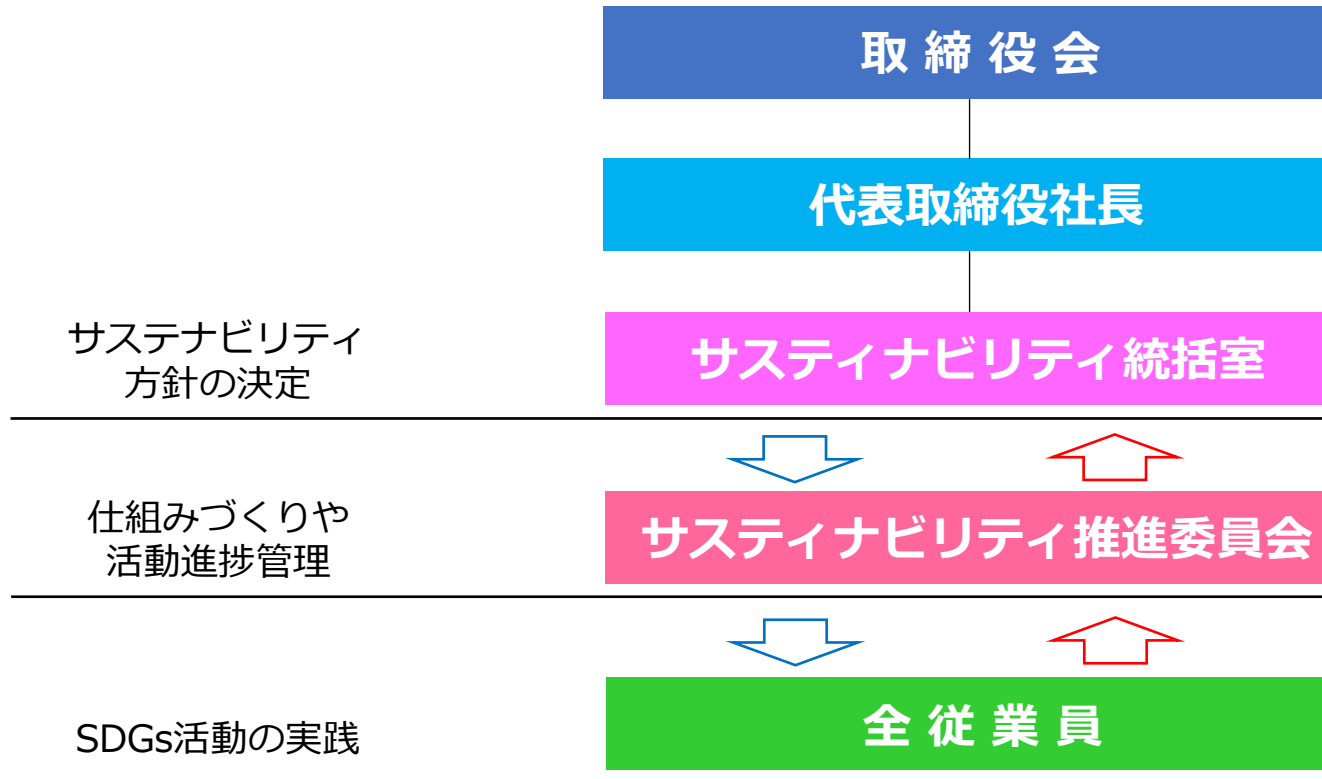 取締役会
代表取締役社長
サステナビリティ
方針の決定
サスティナビリティ統括室
仕組みづくりや
活動進捗管理
サスティナビリティ推進委員会
SDGs活動の実践
全従業員